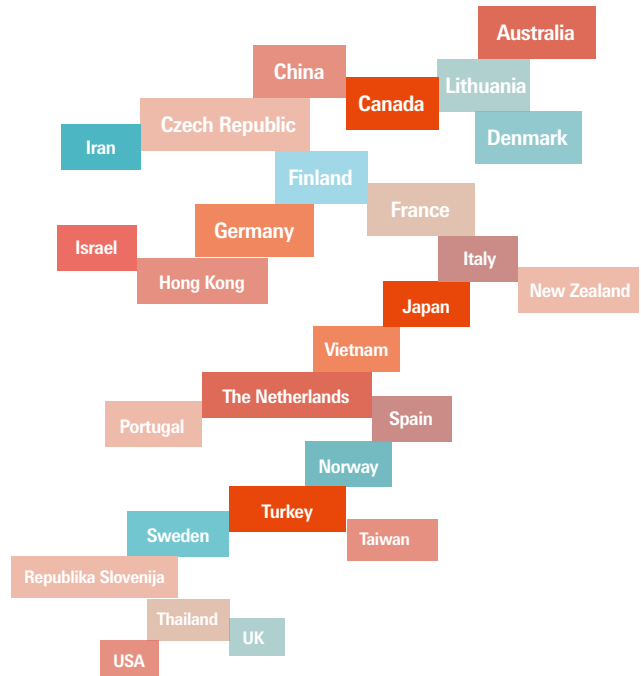 Australia
China
Lithuania
Canada
Czech Republic
Denmark
Iran
Finland
France
Germany
Israel
Italy
Hong Kong
New Zealand
Japan
Vietnam
The Netherlands
Portugal
Spain
Norway
Turkey
Sweden
Taiwan
Republika Slovenija
Thailand
UK
USA